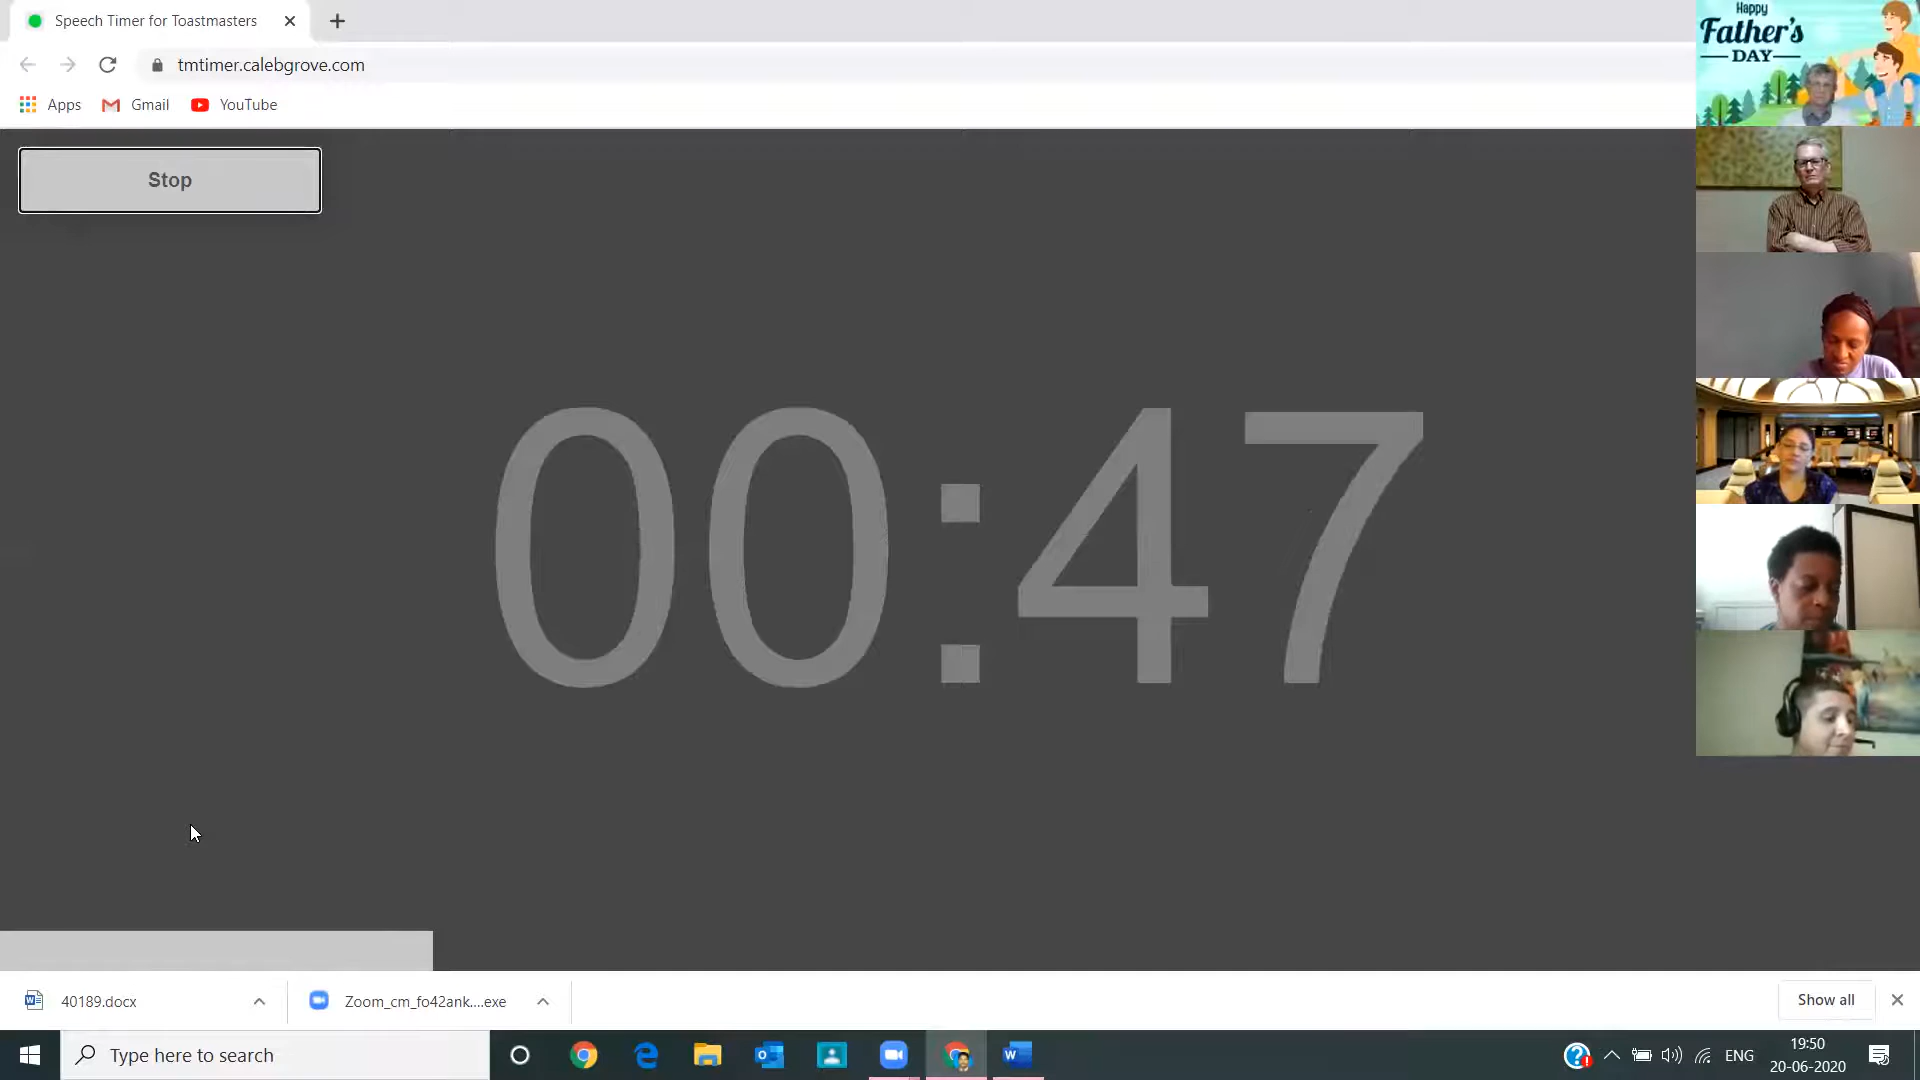 Speech Timer for Toastmasters
tmtimer.calebgrove.com
Apps
Gmail
YouTube
Happy
Father's
DAY
Stop
00:47
40189.docx
Zoom_cm_fo42ank....exe
Show all
Type here to search
ENG
19:50
20-06-2020